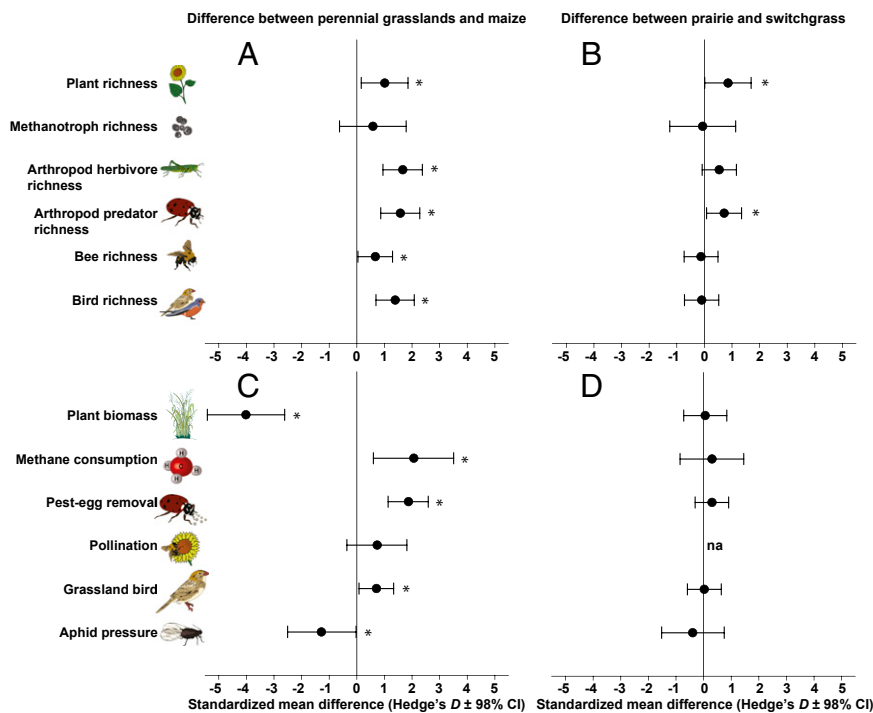 Difference between perennial grasslands and maize
Difference between prairie and switchgrass
A
B
Plant richness
*
*
Methanotroph richness
Arthropod herbivore
richness
*
Arthropod predator
richness
*
*
Bee richness
*
Bird richness
*
-5 -4 -3 -2 -1 0 1 2 3 4 5
-5 -4 -3 -2 -1 0 1 2 3 4 5
C
D
Plant biomass
*
Methane consumption
H
H
H
H
*
Pest-egg removal
*
Pollination
na
Grassland bird
*
Aphid pressure
*
-5 -4 -3 -2 -1 0 1 2 3 4 5
-5 -4 -3 -2 -1 0 1 2 3 4 5
Standardized mean difference (Hedge's D ± 98% CI)
Standardized mean difference (Hedge's D ± 98% CI)